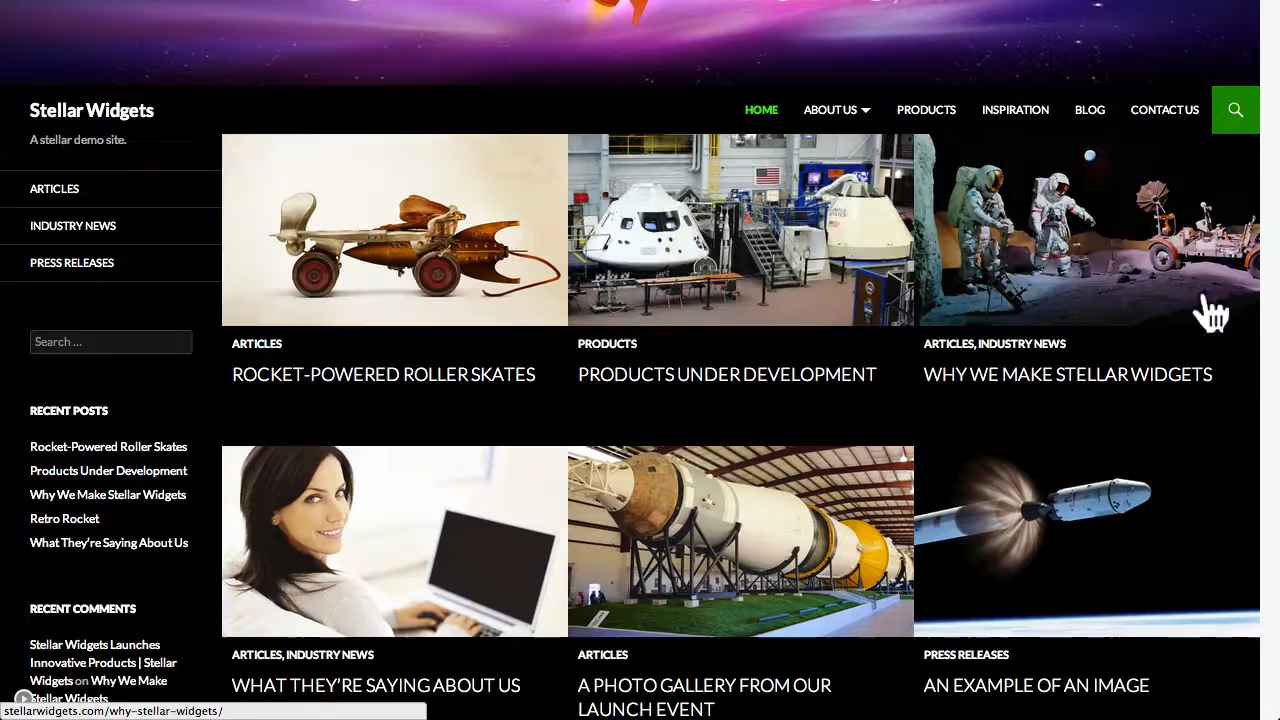 Stellar Widgets
HOME
ABOUT US
PRODUCTS
INSPIRATION
BLOG
CONTACT US
A stellar demo site.
ARTICLES
INDUSTRY NEWS
PRESS RELEASES
Search ...
RECENT POSTS
Rocket-Powered Roller Skates
Products Under Development
Why We Make Stellar Widgets
Retro Rocket
What They're Saying About Us
RECENT COMMENTS
Stellar Widgets Launches
Innovative Products | Stellar
Widgets on Why We Make
Stellar Widgets
ARTICLES
ROCKET-POWERED ROLLER SKATES
PRODUCTS
PRODUCTS UNDER DEVELOPMENT
ARTICLES, INDUSTRY NEWS
WHY WE MAKE STELLAR WIDGETS
ARTICLES, INDUSTRY NEWS
WHAT THEY'RE SAYING ABOUT US
ARTICLES
A PHOTO GALLERY FROM OUR
LAUNCH EVENT
PRESS RELEASES
AN EXAMPLE OF AN IMAGE
stellarwidgets.com/why-stellar-widgets/